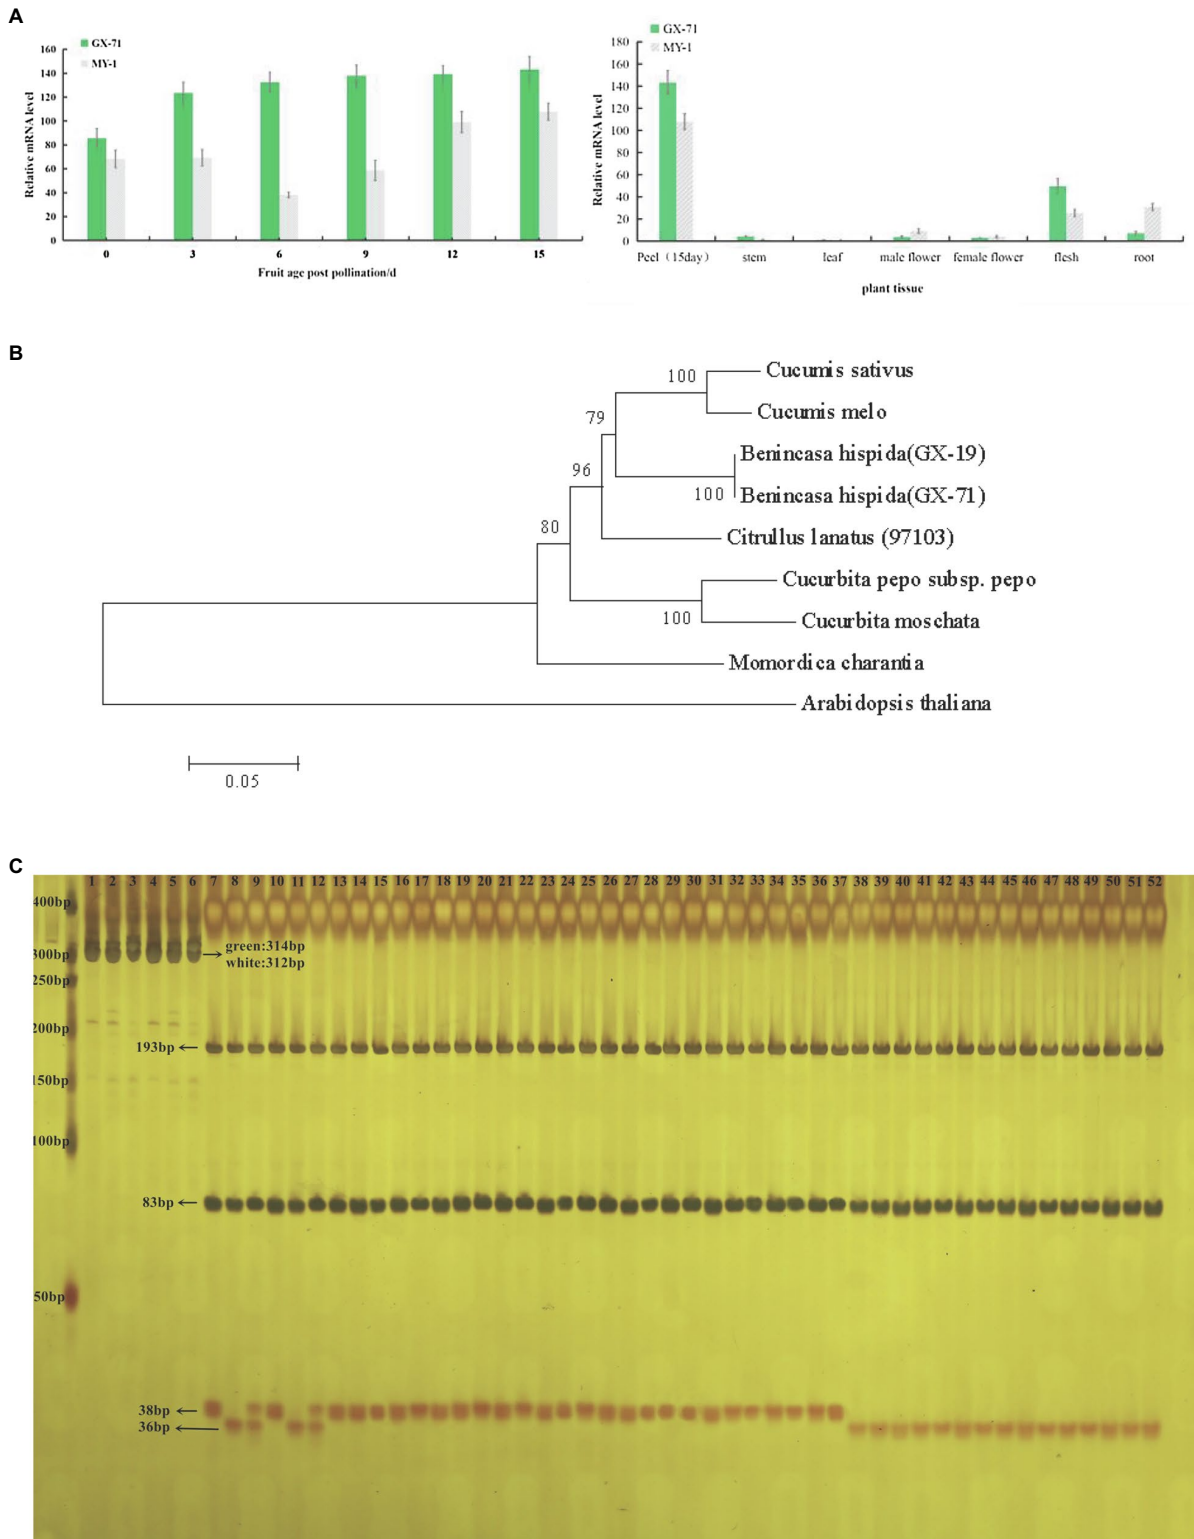 A
GX-71
MY-1
160
140
120
100
80
60
40
20
0
Relative mRNA level
0 3 6 9 12 15
Fruit age post pollination/d
GX-71
MY-1
180
160
140
120
100
80
60
40
20
0
Relative mRNA level
Peel（15day） stem leaf male flower female flower flesh root
plant tissue
B
100 Cucumis sativus
Cucumis melo
79
Benincasa hispida(GX-19)
96
100 Benincasa hispida(GX-71)
80
Citrullus lanatus (97103)
Cucurbita pepo subsp. pepo
100 Cucurbita moschata
Momordica charantia
Arabidopsis thaliana
0.05
C
1 2 3 4 5 6 7 8 9 10 11 12 13 14 15 16 17 18 19 20 21 22 23 24 25 26 27 28 29 30 31 32 33 34 35 36 37 38 39 40 41 42 43 44 45 46 47 48 49 50 51 52
400bp
green:314bp
300bp
white:312bp
250bp
200bp
193bp
150bp
100bp
83bp
50bp
38bp
36bp